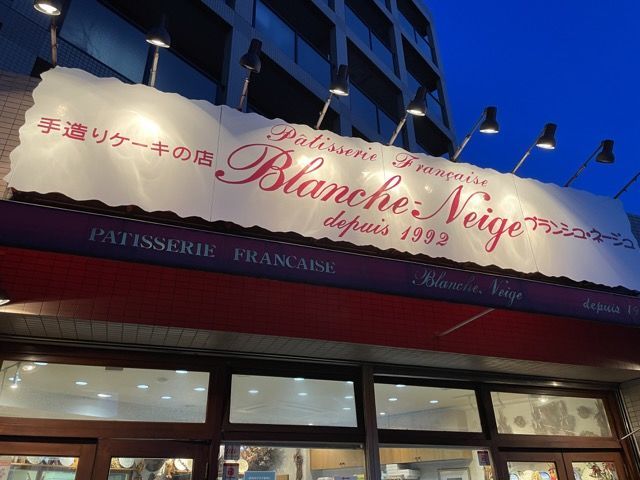 手造りケーキの店
Pâtisserie Française
Blanche-Neige
ブランシュ・ネージュ
depuis 1992
PATISSERIE FRANCAISE
Blanche-Neige
depuis